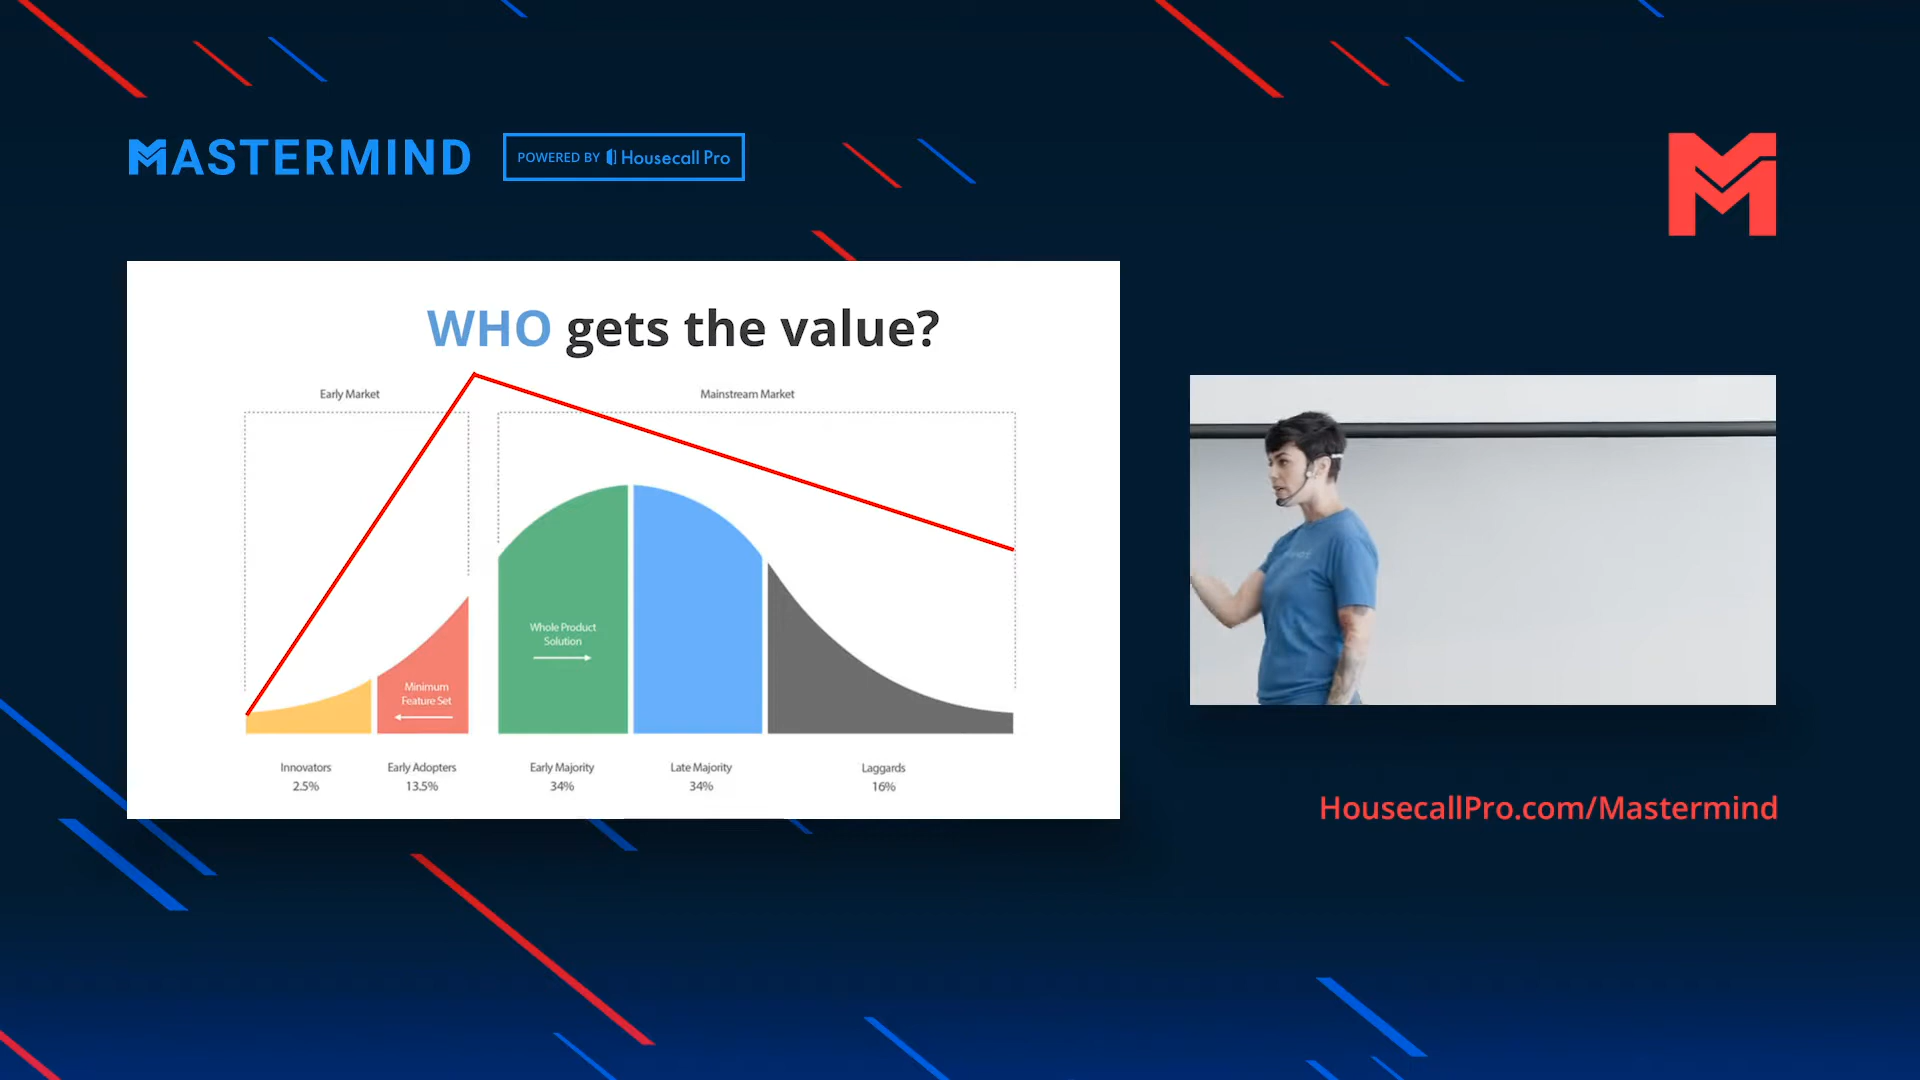 MASTERMIND
POWERED BY Housecall Pro
WHO gets the value?
Early Market
Mainstream Market
Whole Product
Solution
Minimum
Feature Set
Innovators
2.5%
Early Adopters
13.5%
Early Majority
34%
Late Majority
34%
Laggards
16%
HousecallPro.com/Mastermind